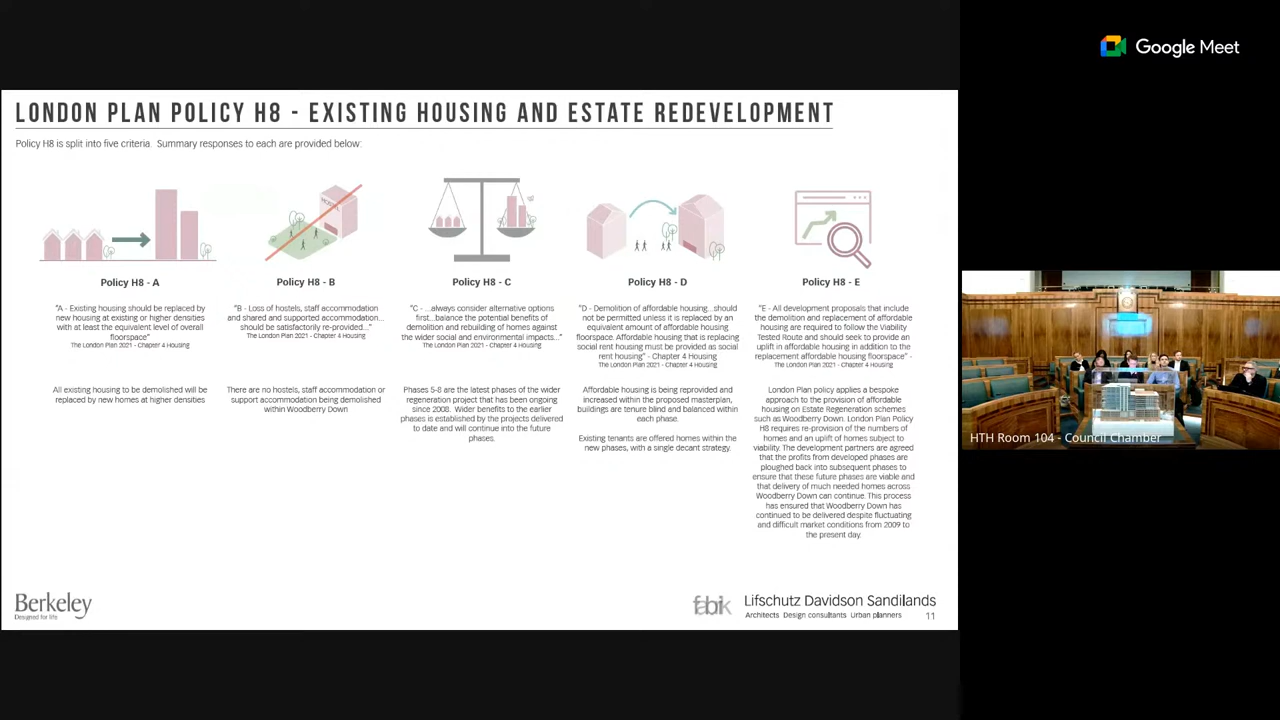 Google Meet
LONDON PLAN POLICY H8 - EXISTING HOUSING AND ESTATE REDEVELOPMENT
Policy H8 is split into five criteria. Summary responses to each are provided below:
HOSTEL
Policy H8 - A
"A - Existing housing should be replaced by
new housing at existing or higher densities
with at least the equivalent level of overall
floorspace"
The London Plan 2021 - Chapter 4 Housing
All existing housing to be demolished will be
replaced by new homes at higher densities
Policy H8 - B
"B - Loss of hostels, staff accommodation
and shared and supported accommodation...
should be satisfactorily re-provided..."
The London Plan 2021 - Chapter 4 Housing
There are no hostels, staff accommodation or
support accommodation being demolished
within Woodberry Down
Policy H8 - C
"C - ...always consider alternative options
first...balance the potential benefits of
demolition and rebuilding of homes against
the wider social and environmental impacts..."
The London Plan 2021 - Chapter 4 Housing
Phases 5-8 are the latest phases of the wider
regeneration project that has been ongoing
since 2008. Wider benefits to the earlier
phases is established by the projects delivered
to date and will continue into the future
phases.
Policy H8 - D
"D - Demolition of affordable housing...should
not be permitted unless it is replaced by an
equivalent amount of affordable housing
floorspace. Affordable housing that is replacing
social rent housing must be provided as social
rent housing" - Chapter 4 Housing
The London Plan 2021 - Chapter 4 Housing
Affordable housing is being reprovided and
increased within the proposed masterplan,
buildings are tenure blind and balanced within
each phase.
Existing tenants are offered homes within the
new phases, with a single decant strategy.
Policy H8 - E
"E - All development proposals that include
the demolition and replacement of affordable
housing are required to follow the Viability
Tested Route and should seek to provide an
uplift in affordable housing in addition to the
replacement affordable housing floorspace" -
The London Plan 2021 - Chapter 4 Housing
London Plan policy applies a bespoke
approach to the provision of affordable
housing on Estate Regeneration schemes
such as Woodberry Down. London Plan Policy
H8 requires re-provision of the numbers of
homes and an uplift of homes subject to
viability. The development partners are agreed
that the profits from developed phases are
ploughed back into subsequent phases to
ensure that these future phases are viable and
that delivery of much needed homes across
Woodberry Down can continue. This process
has ensured that Woodberry Down has
continued to be delivered despite fluctuating
and difficult market conditions from 2009 to
the present day.
HTH Room 104 - Council Chamber
Berkeley
Designed for life
fabik
Lifschutz Davidson Sandilands
Architects Design consultants Urban planners
11